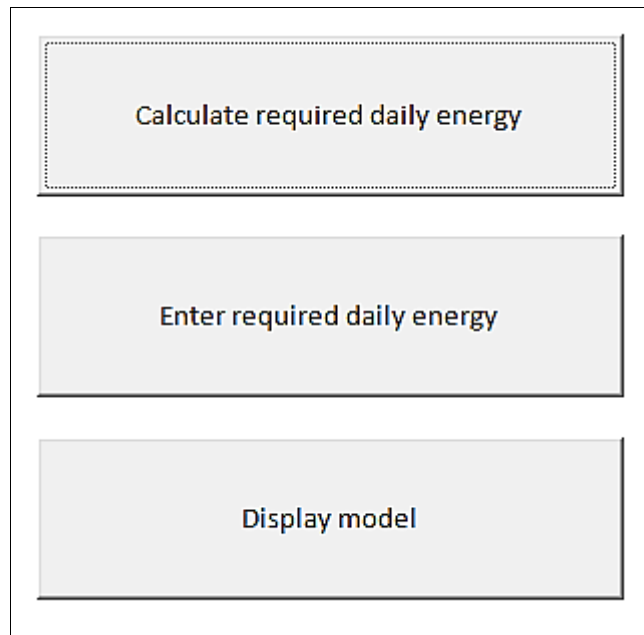 Calculate required daily energy
Enter required daily energy
Display model